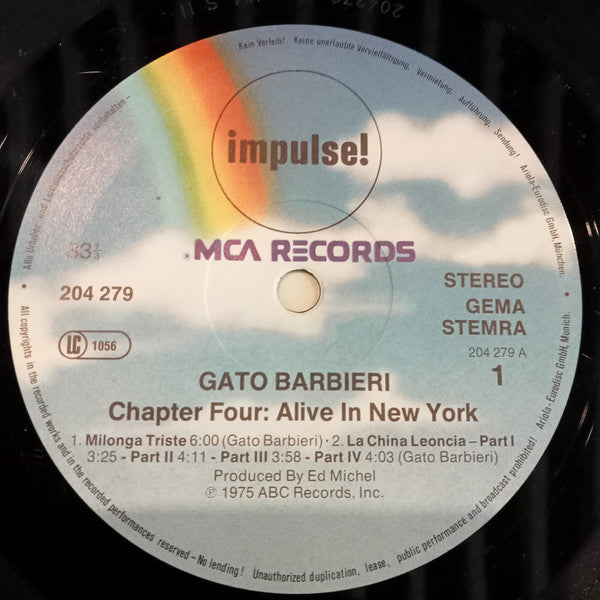 impulse!
® MCA RECORDS
33⅓
204 279
LC 1056
STEREO
GEMA
STEMRA
204 279 A
1
GATO BARBIERI
Chapter Four: Alive In New York
1. Milonga Triste 6:00 (Gato Barbieri) · 2. La China Leoncia – Part I
3:25 - Part II 4:11 - Part III 3:58 - Part IV 4:03 (Gato Barbieri)
Produced By Ed Michel
℗ 1975 ABC Records, Inc.
Alle Urheber- und Leistungsschutzrechte vorbehalten – Kein Verleih! Keine unerlaubte Vervielfältigung, Vermietung, Aufführung, Sendung! Ariola-Eurodisc GmbH, München.
All copyrights in the recorded works and in the recorded performances reserved – No lending! Unauthorized duplication, lease, public performance and broadcast prohibited! Ariola-Eurodisc GmbH, Munich.